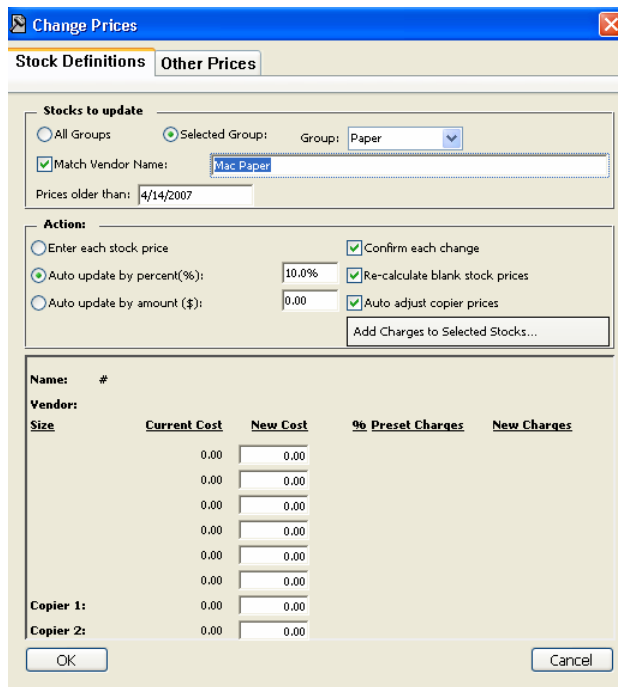 Change Prices
Stock Definitions Other Prices
Stocks to update
All Groups Selected Group: Group: Paper
Match Vendor Name: Mac Paper
Prices older than: 4/14/2007
Action:
Enter each stock price Confirm each change
Auto update by percent(%): 10.0% Re-calculate blank stock prices
Auto update by amount ($): 0.00 Auto adjust copier prices
Add Charges to Selected Stocks...
Name: #
Vendor:
Size Current Cost New Cost % Preset Charges New Charges
0.00 0.00
0.00 0.00
0.00 0.00
0.00 0.00
0.00 0.00
0.00 0.00
Copier 1: 0.00 0.00
Copier 2: 0.00 0.00
OK Cancel